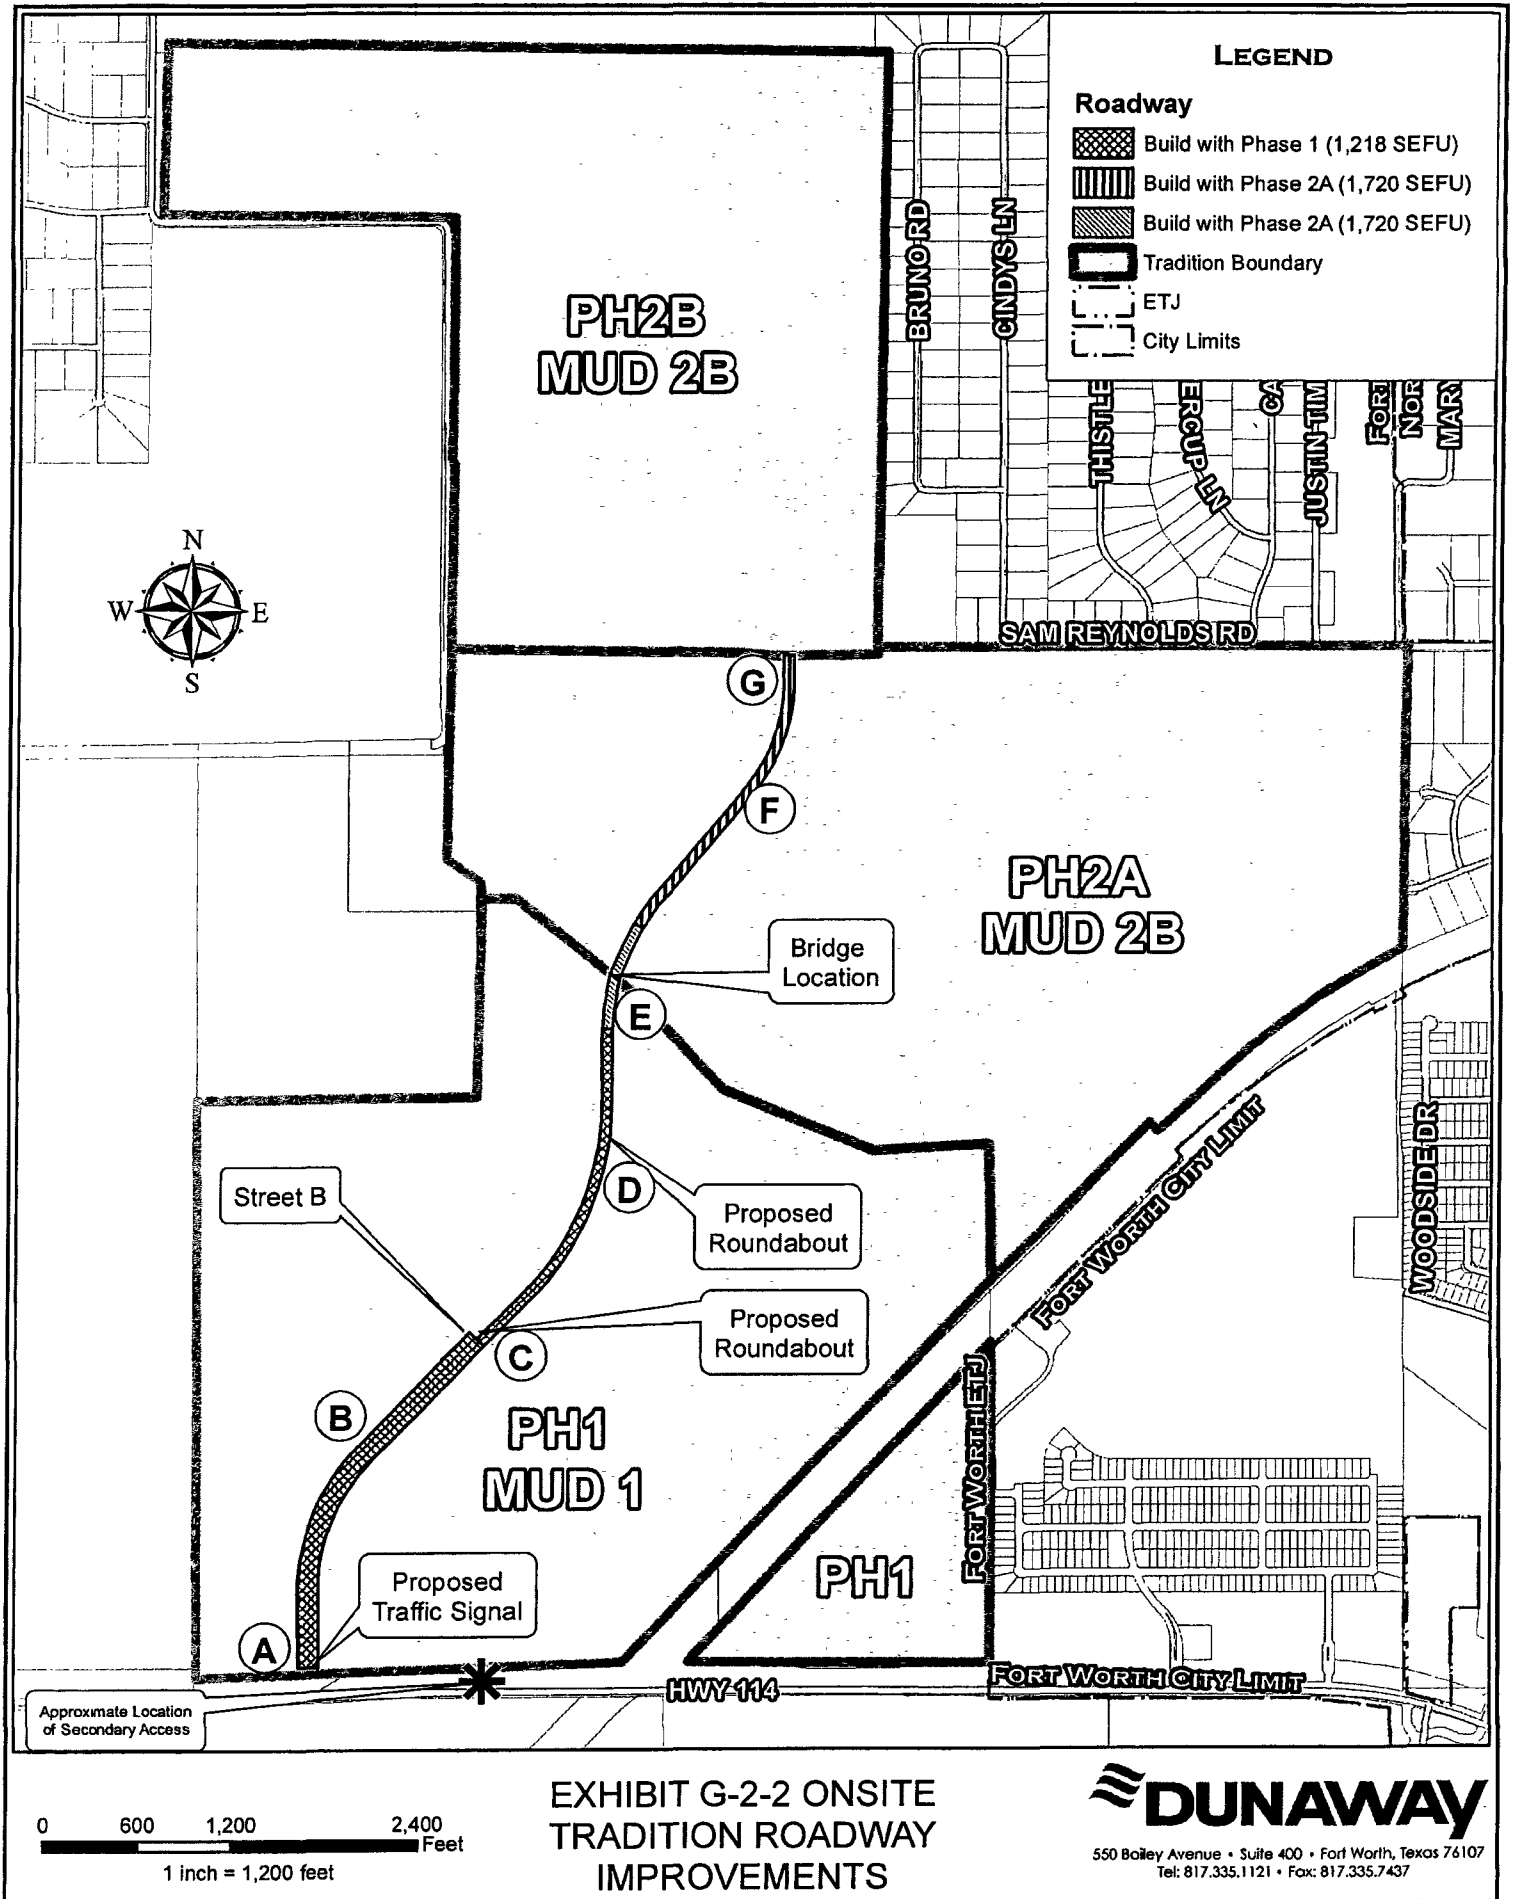 LEGEND
Roadway
Build with Phase 1 (1,218 SEFU)
Build with Phase 2A (1,720 SEFU)
Build with Phase 2A (1,720 SEFU)
Tradition Boundary
ETJ
City Limits
BRUNO RD
CINDYS LN
THISTLE
ERCUP LN
CA
JUSTIN TIM
FORT
NOR
MARY
PH2B
MUD 2B
N
W
E
S
SAM REYNOLDS RD
G
F
PH2A
MUD 2B
Bridge
Location
E
WOODSIDE DR
FORT WORTH CITY LIMIT
Street B
D
Proposed
Roundabout
Proposed
Roundabout
C
B
PH1
MUD 1
FORT WORTH ETJ
PH1
Proposed
Traffic Signal
A
FORT WORTH CITY LIMIT
HWY 114
Approximate Location
of Secondary Access
0 600 1,200 2,400
Feet
1 inch = 1,200 feet
EXHIBIT G-2-2 ONSITE
TRADITION ROADWAY
IMPROVEMENTS
DUNAWAY
550 Bailey Avenue • Suite 400 • Fort Worth, Texas 76107
Tel: 817.335.1121 • Fax: 817.335.7437